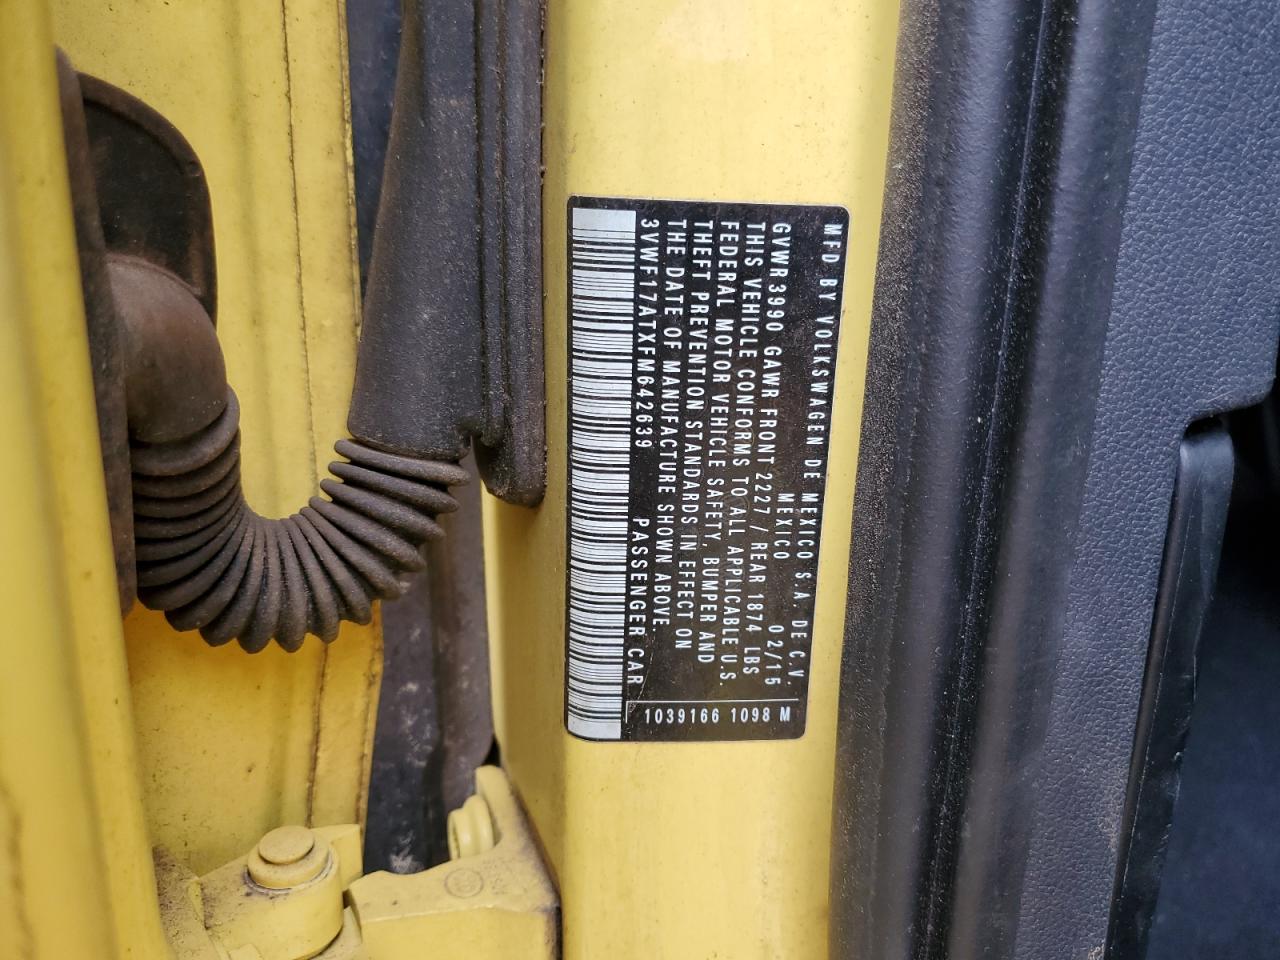 MFD BY VOLKSWAGEN DE MEXICO S.A. DE C.V.
MEXICO 02/15
GVWR3990 GAWR FRONT 2227 / REAR 1874 LBS
THIS VEHICLE CONFORMS TO ALL APPLICABLE U.S.
FEDERAL MOTOR VEHICLE SAFETY, BUMPER AND
THEFT PREVENTION STANDARDS IN EFFECT ON
THE DATE OF MANUFACTURE SHOWN ABOVE.
3VWF17ATXFM642639 PASSENGER CAR
1039166 1098 M